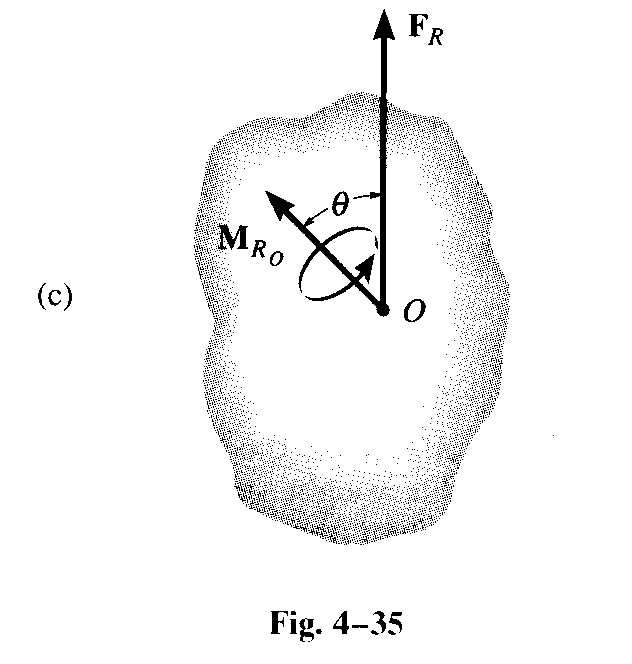 F_R
θ
M_{R_O}
(c)
O
Fig. 4–35